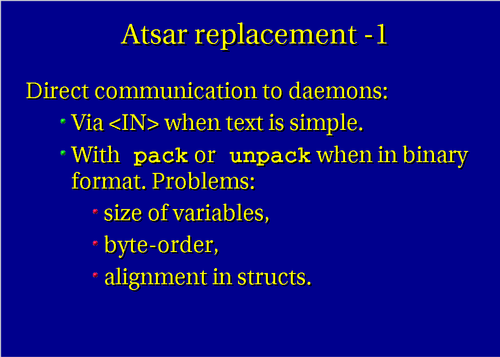 Atsar replacement -1
Direct communication to daemons:
Via <IN> when text is simple.
With pack or unpack when in binary
format. Problems:
size of variables,
byte-order,
alignment in structs.